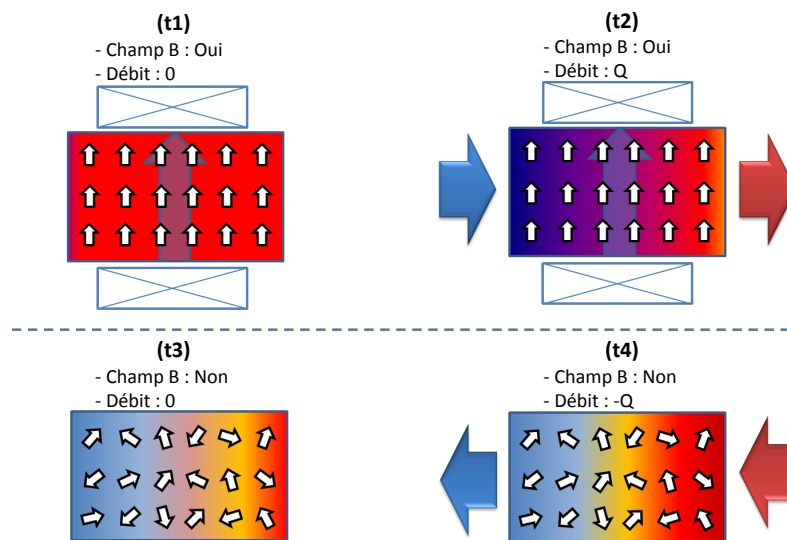 (t1)
- Champ B : Oui
- Débit : 0
(t2)
- Champ B : Oui
- Débit : Q
(t3)
- Champ B : Non
- Débit : 0
(t4)
- Champ B : Non
- Débit : -Q